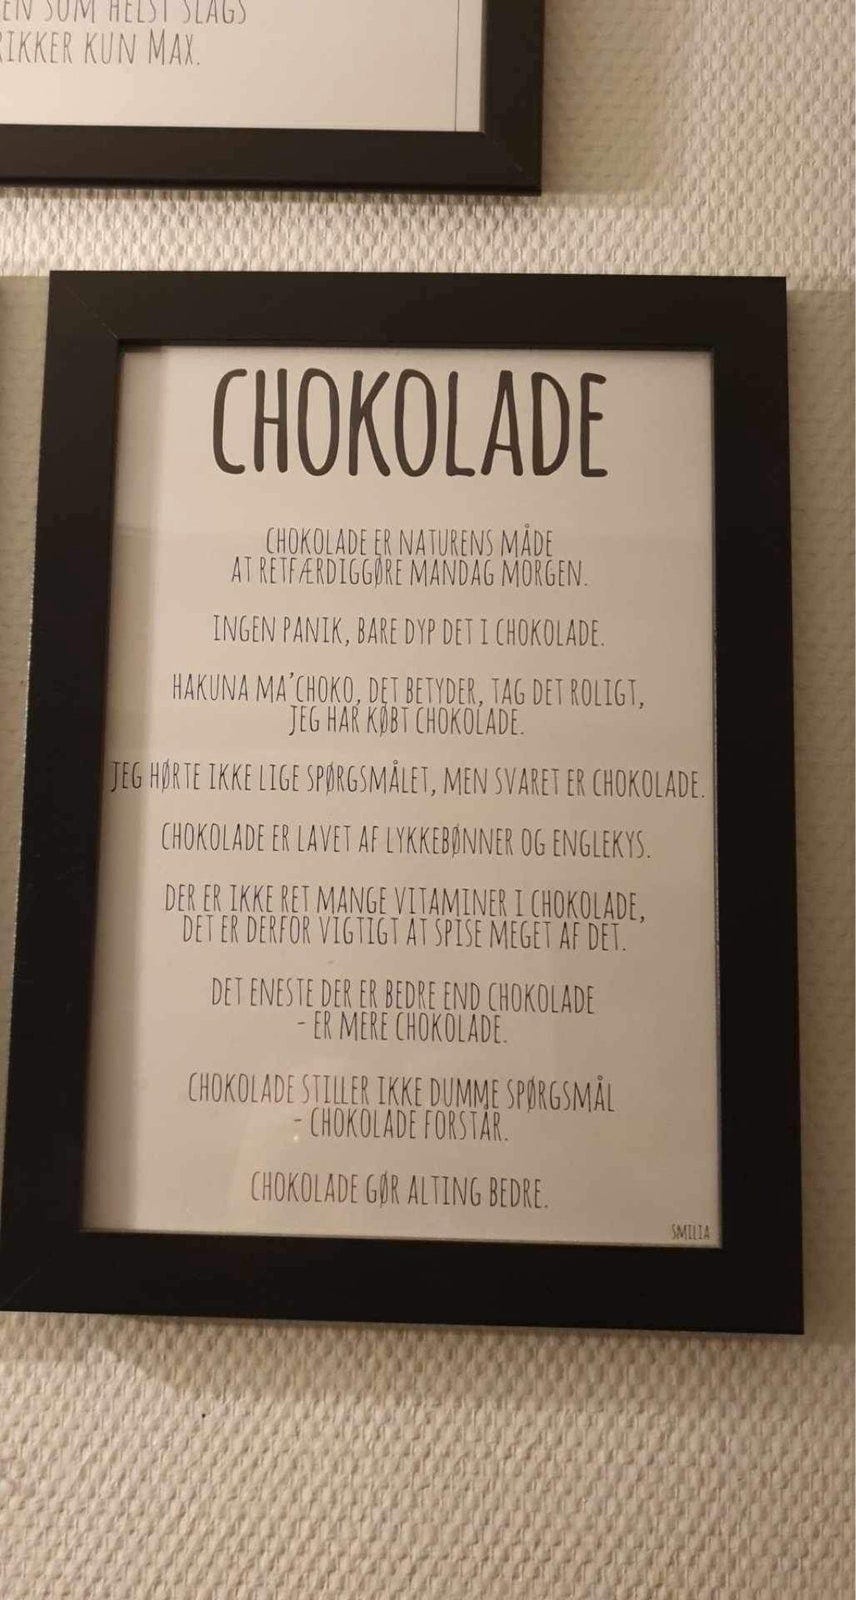 EN SOM HELST SLAGS
RIKKER KUN MAX.
CHOKOLADE
CHOKOLADE ER NATURENS MÅDE
AT RETFÆRDIGGØRE MANDAG MORGEN.
INGEN PANIK, BARE DYP DET I CHOKOLADE.
HAKUNA MA'CHOKO, DET BETYDER, TAG DET ROLIGT,
JEG HAR KØBT CHOKOLADE.
JEG HØRTE IKKE LIGE SPØRGSMÅLET, MEN SVARET ER CHOKOLADE.
CHOKOLADE ER LAVET AF LYKKEBØNNER OG ENGLEKYS.
DER ER IKKE RET MANGE VITAMINER I CHOKOLADE,
DET ER DERFOR VIGTIGT AT SPISE MEGET AF DET.
DET ENESTE DER ER BEDRE END CHOKOLADE
- ER MERE CHOKOLADE.
CHOKOLADE STILLER IKKE DUMME SPØRGSMÅL
- CHOKOLADE FORSTÅR.
CHOKOLADE GØR ALTING BEDRE.
SMILIA